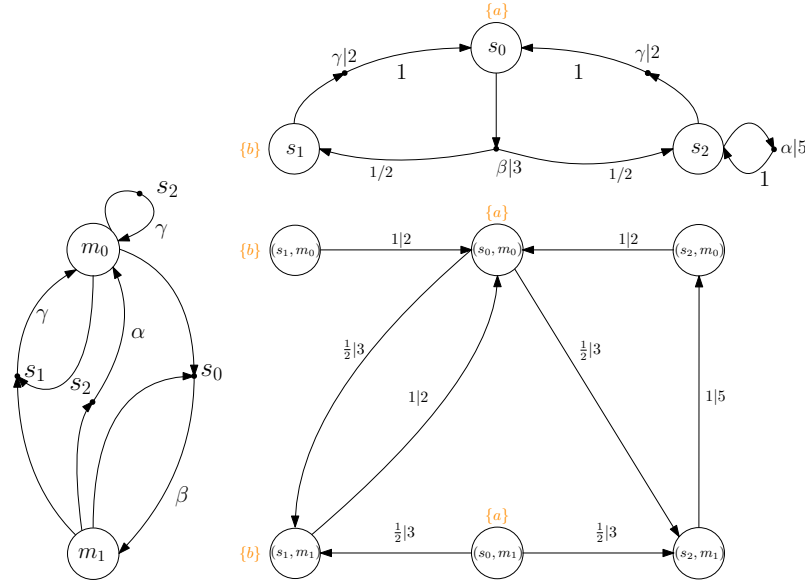 {a}
s₀
γ|2
γ|2
1
1
{b}
s₁
s₂
α|5
β|3
1/2
1/2
1
s₂
γ
m₀
γ
α
s₁
s₂
s₀
β
m₁
{a}
{b}
(s₁, m₀)
1|2
(s₀, m₀)
1|2
(s₂, m₀)
½|3
½|3
1|2
1|5
{a}
{b}
(s₁, m₁)
½|3
(s₀, m₁)
½|3
(s₂, m₁)